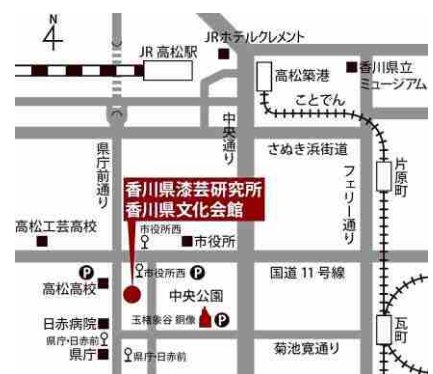 N
JR 高松駅
JRホテルクレメント
高松築港
香川県立
ミュージアム
ことでん
県庁前通り
中央通り
さぬき浜街道
フェリー通り
片原町
香川県漆芸研究所
香川県文化会館
高松工芸高校
市役所西
市役所
P
市役所西
P
国道11号線
高松高校
中央公園
日赤病院
玉楮象谷 銅像
P
瓦町
県庁・日赤前
県庁
県庁・日赤前
菊池寛通り